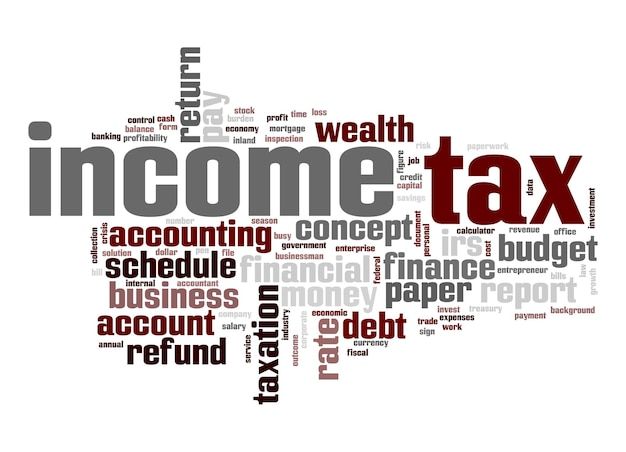 return
pay
stock
burden
profit
time
loss
control
cash
balance
form
economy
mortgage
banking
profitability
inland
inspection
wealth
risk
paperwork
income tax
figure
job
credit
capital
savings
data
investment
number
season
collection
crisis
accounting
busy
concept
document
personal
calculator
revenue
office
solution
dollar
pen
file
government
enterprise
irs
cost
budget
bill
schedule
financial
businessman
federal
finance
entrepreneur
bills
law
growth
internal
accountant
business
money
paper
treasury
report
company
account
salary
taxation
industry
corporate
economic
rate
debt
trade
sign
invest
expenses
work
payment
background
annual
refund
service
outcome
currency
fiscal